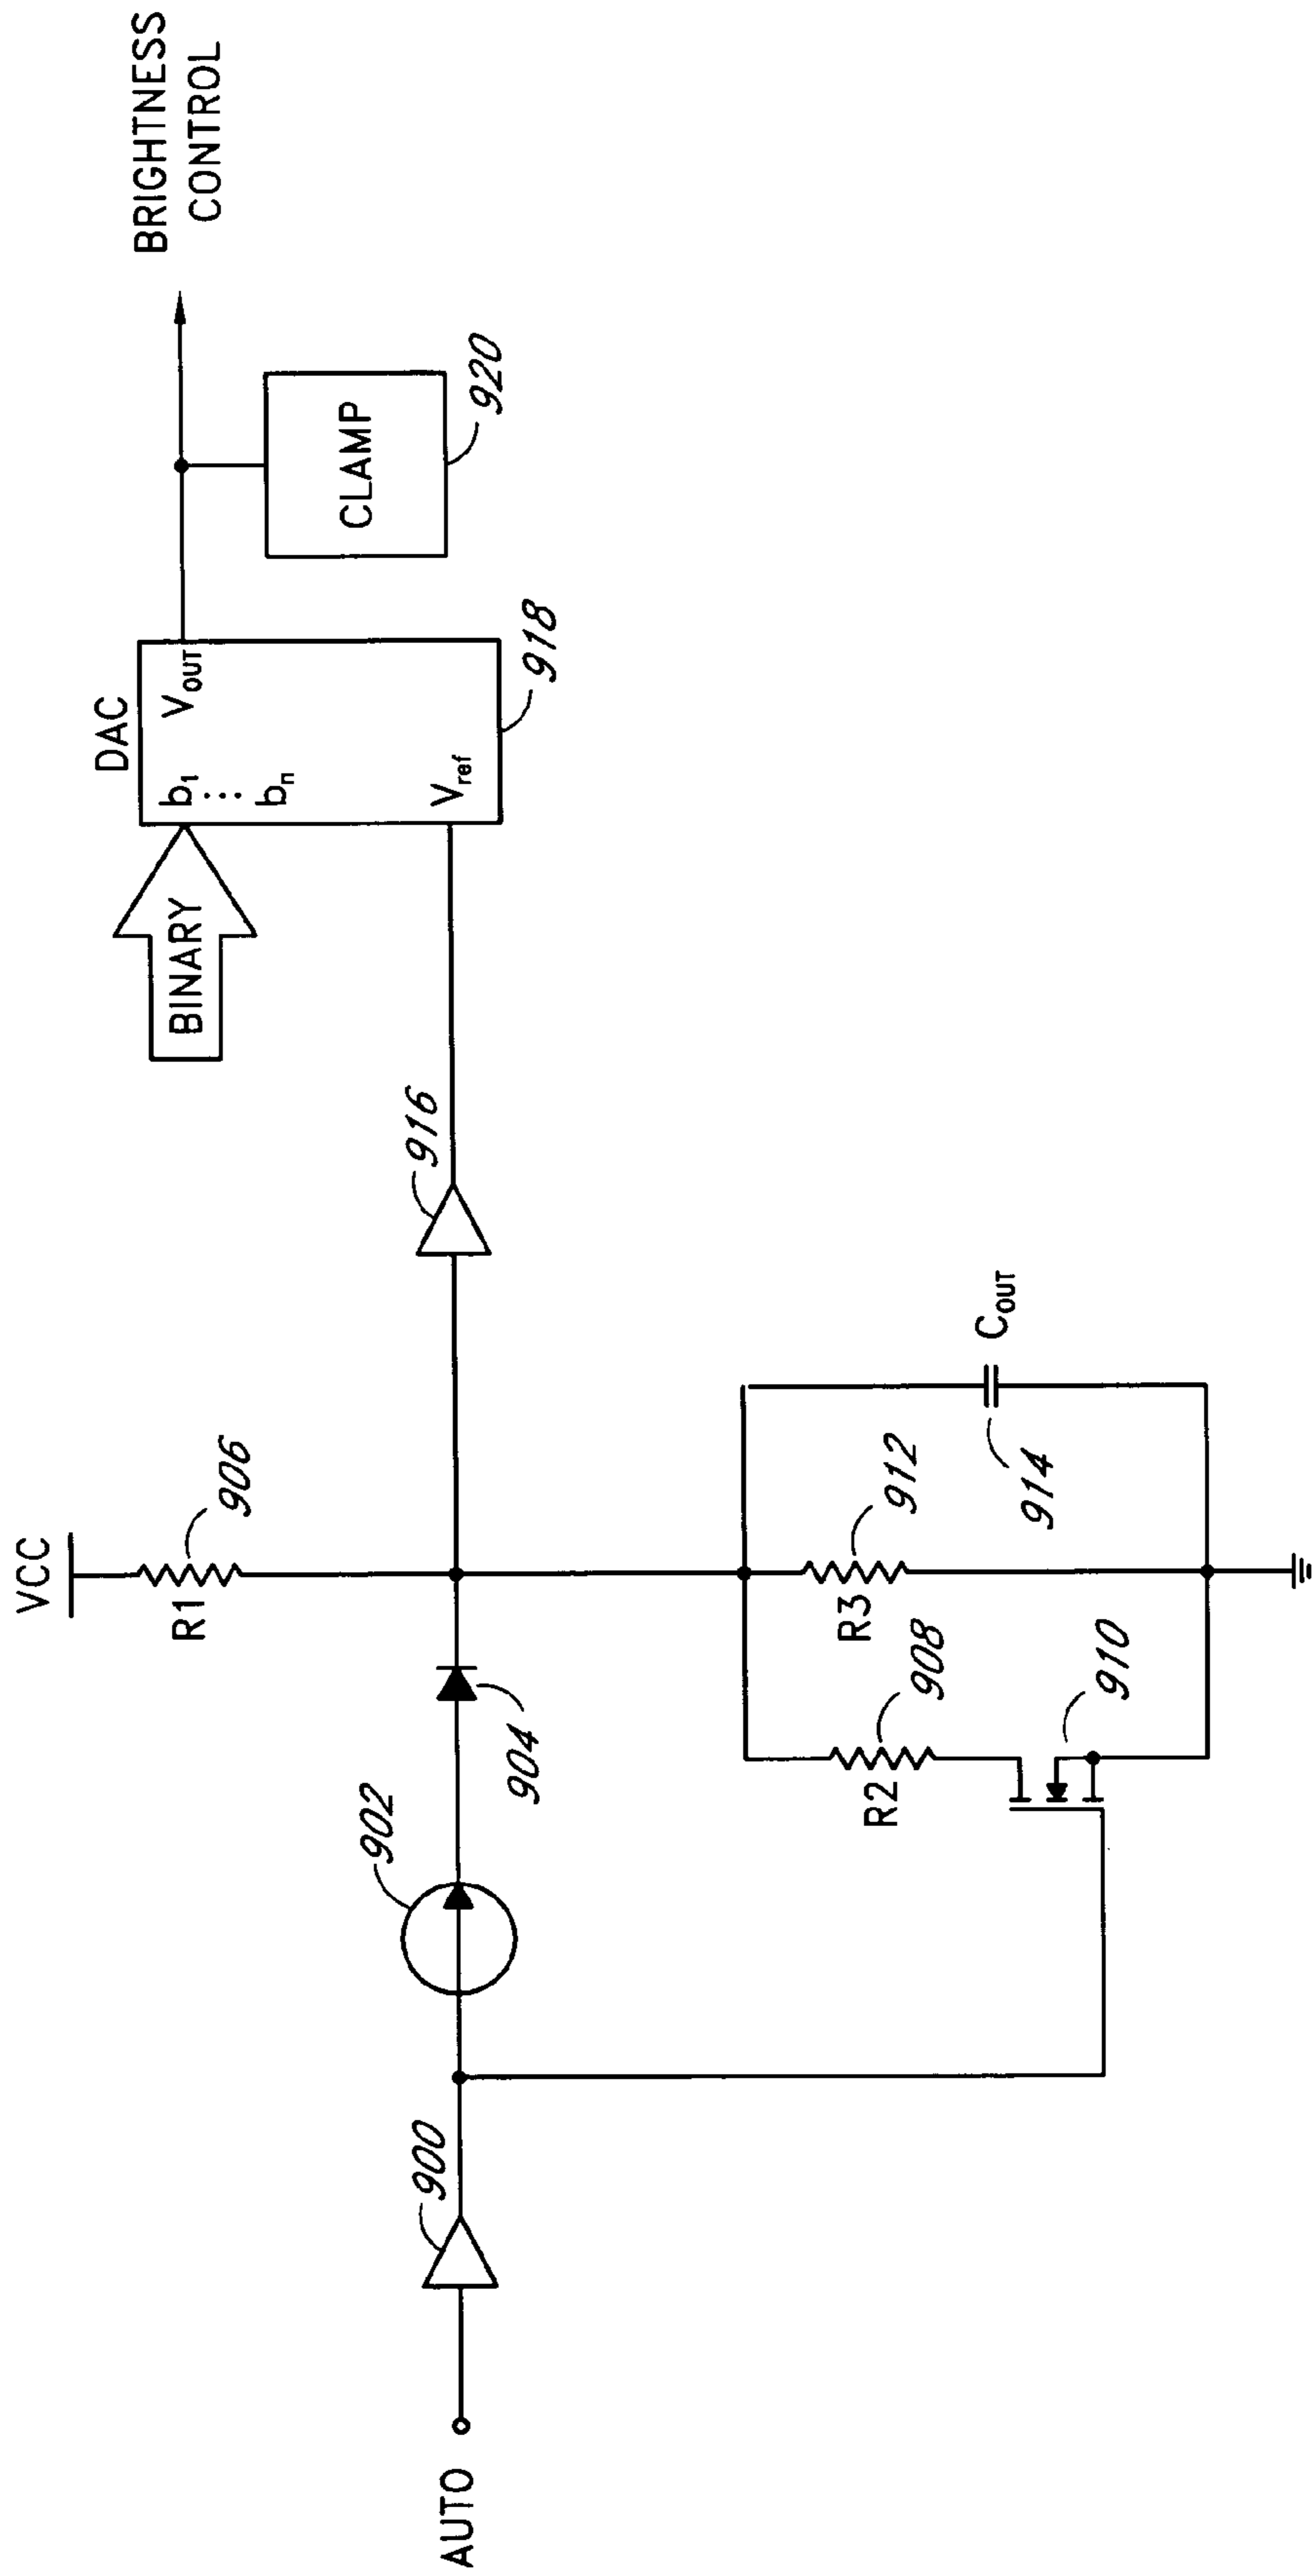 VCC
R1
906
AUTO
900
902
904
916
DAC
BINARY
b1
⋮
bn
Vref
VOUT
918
CLAMP
920
BRIGHTNESS
CONTROL
R2
908
910
R3
912
914
COUT